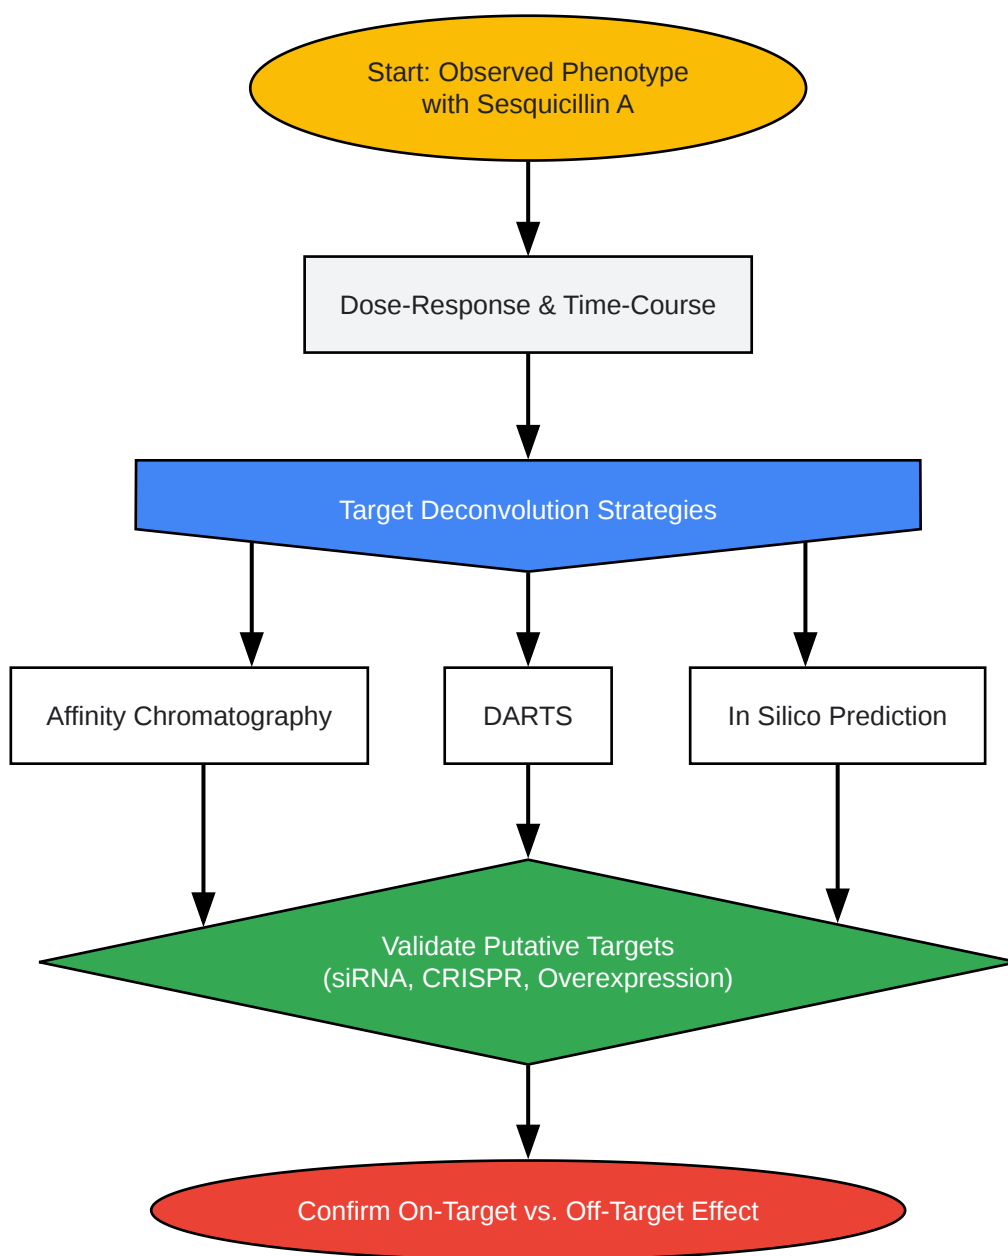 Start: Observed Phenotype
with Sesquicillin A
Dose-Response & Time-Course
Target Deconvolution Strategies
Affinity Chromatography
DARTS
In Silico Prediction
Validate Putative Targets
(siRNA, CRISPR, Overexpression)
Confirm On-Target vs. Off-Target Effect